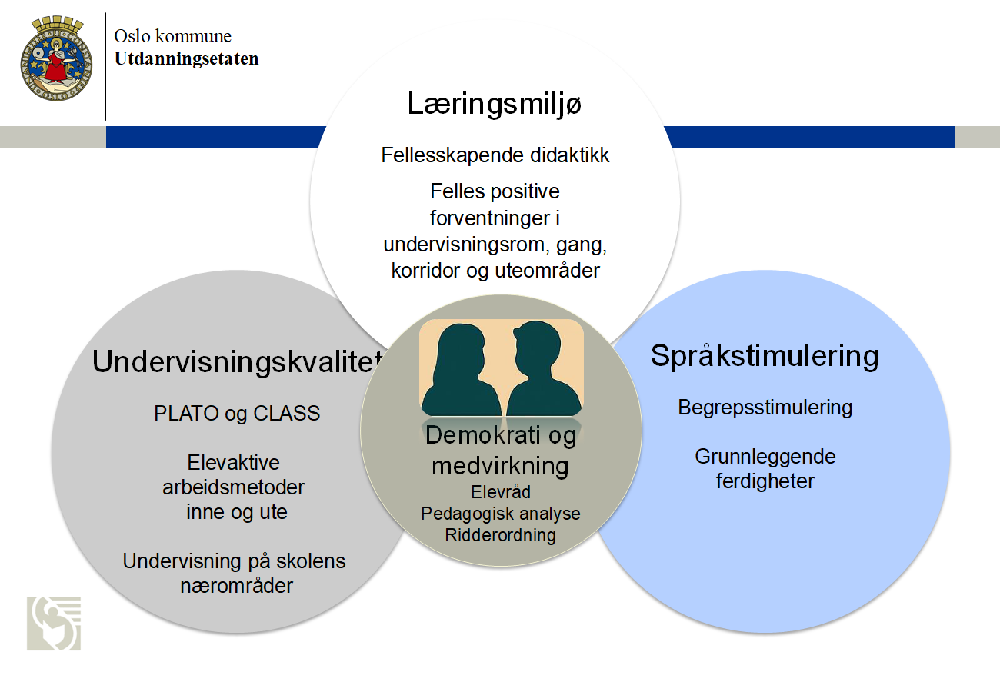 Oslo kommune
Utdanningsetaten
Læringsmiljø
Fellesskapende didaktikk
Felles positive
forventninger i
undervisningsrom, gang,
korridor og uteområder
Undervisningskvalitet
PLATO og CLASS
Elevaktive
arbeidsmetoder
inne og ute
Undervisning på skolens
nærområder
Demokrati og
medvirkning
Elevråd
Pedagogisk analyse
Ridderordning
Språkstimulering
Begrepsstimulering
Grunnleggende
ferdigheter